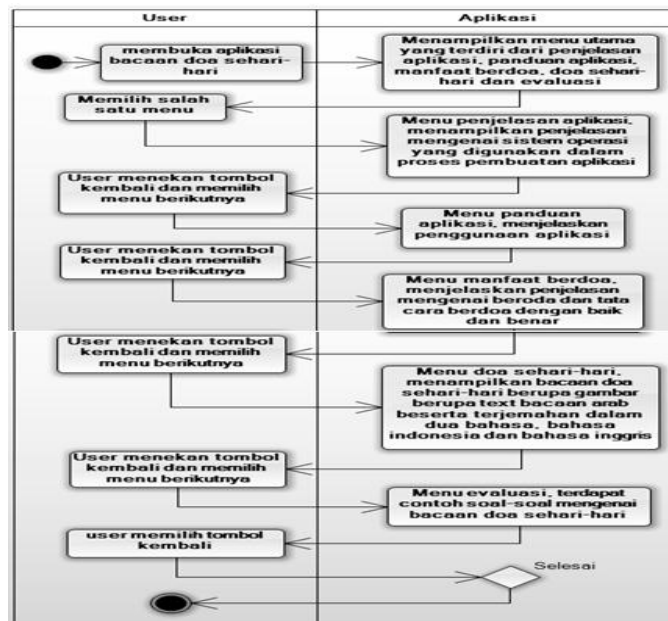 User
Aplikasi
membuka aplikasi
bacaan doa sehari-
hari
Menampilkan menu utama
yang terdiri dari penjelasan
aplikasi, panduan aplikasi,
manfaat berdoa, doa sehari-
hari dan evaluasi
Memilih salah
satu menu
Menu penjelasan aplikasi,
menampilkan penjelasan
mengenai sistem operasi
yang digunakan dalam
proses pembuatan aplikasi
User menekan tombol
kembali dan memilih
menu berikutnya
Menu panduan
aplikasi, menjelaskan
penggunaan aplikasi
User menekan tombol
kembali dan memilih
menu berikutnya
Menu manfaat berdoa,
menjelaskan penjelasan
mengenai beroda dan tata
cara berdoa dengan baik
dan benar
User menekan tombol
kembali dan memilih
menu berikutnya
Menu doa sehari-hari,
menampilkan bacaan doa
sehari-hari berupa gambar
berupa text bacaan arab
beserta terjemahan dalam
dua bahasa, bahasa
indonesia dan bahasa inggris
User menekan tombol
kembali dan memilih
menu berikutnya
Menu evaluasi, terdapat
contoh soal-soal mengenai
bacaan doa sehari-hari
user memilih tombol
kembali
Selesai